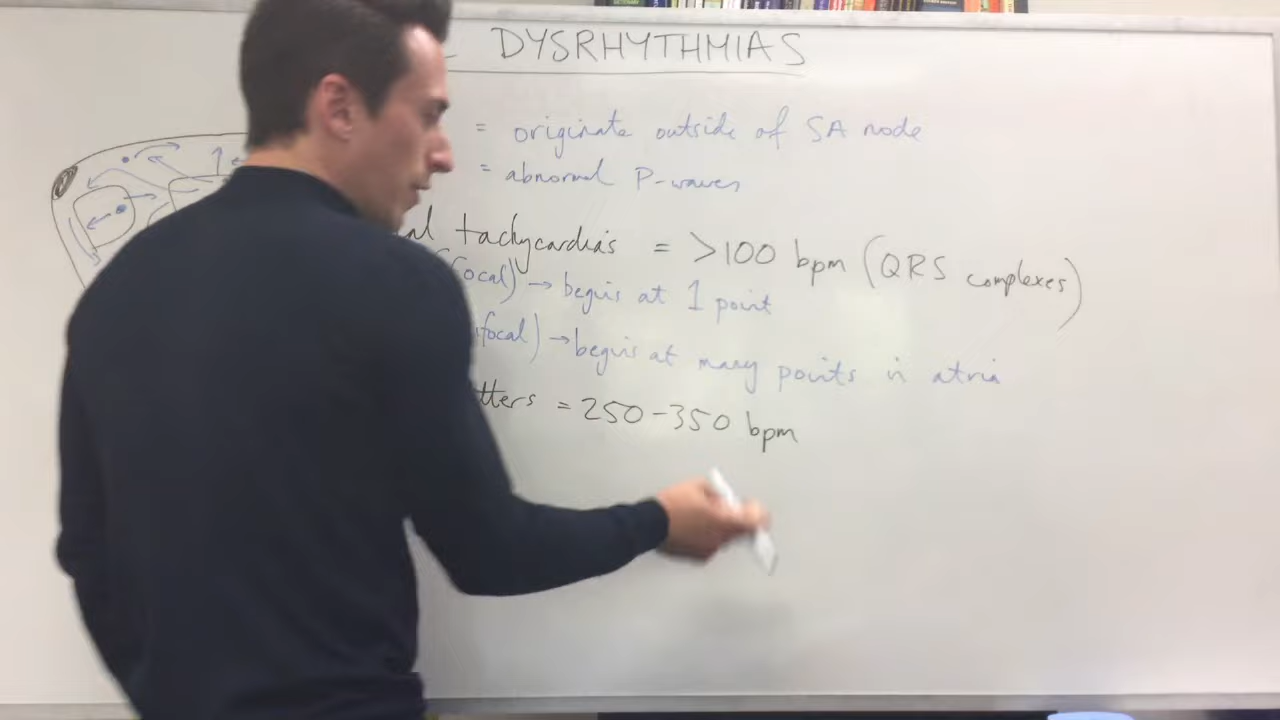 DYSRHYTHMIAS
= originate outside of SA node
= abnormal P-waves
al tachycardias = >100 bpm (QRS complexes)
focal) → begins at 1 point
ifocal) → begins at many points in atria
tters = 250-350 bpm